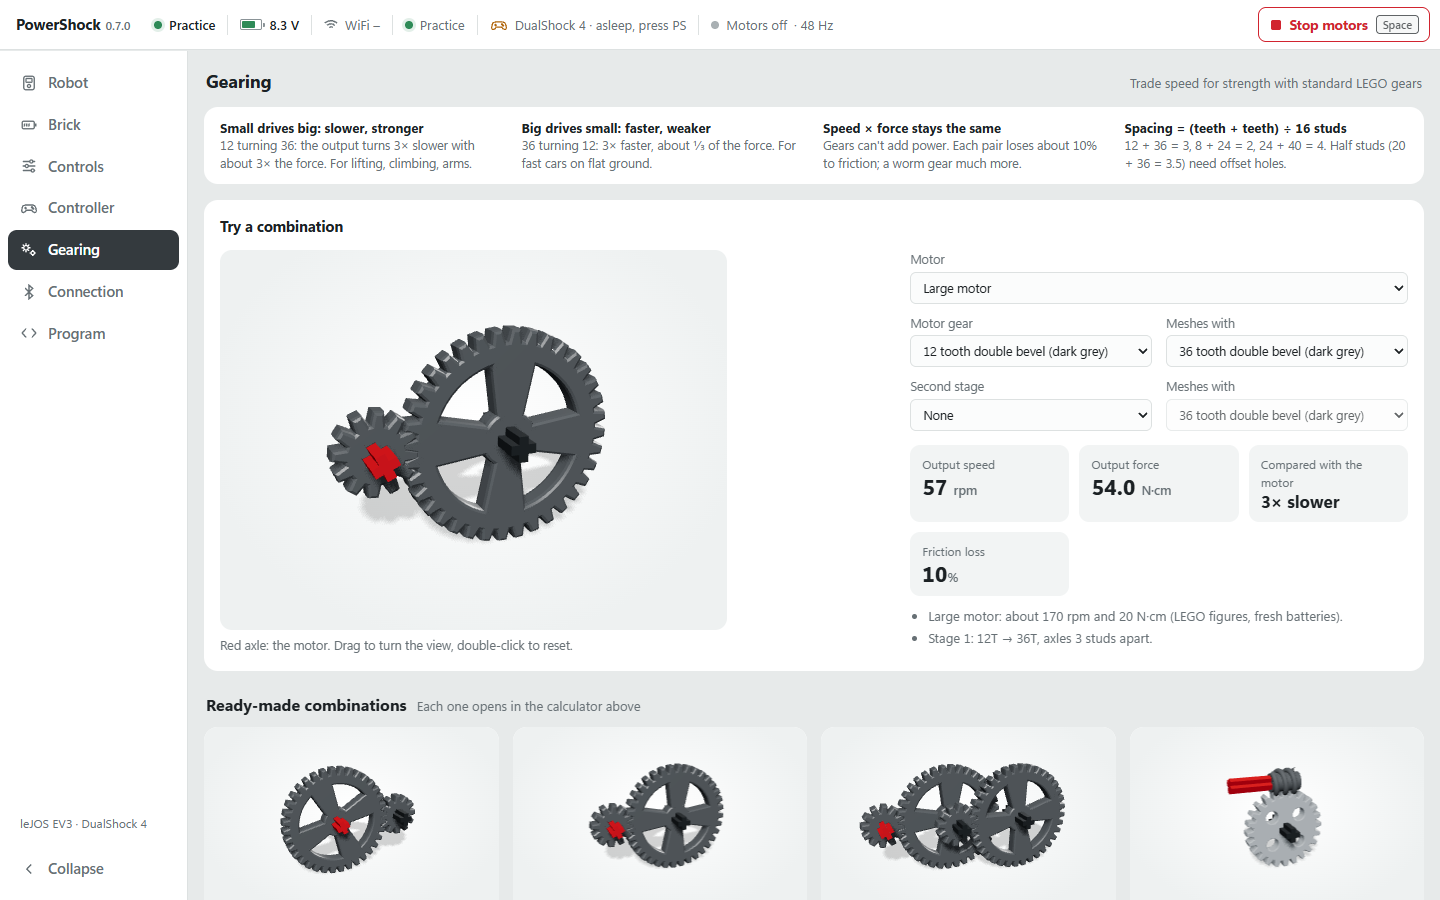 PowerShock 0.7.0 Practice 8.3 V WiFi – Practice DualShock 4 · asleep, press PS Motors off · 48 Hz Stop motors Space
Robot
Brick
Controls
Controller
Gearing
Connection
Program
leJOS EV3 · DualShock 4
Collapse
Gearing
Trade speed for strength with standard LEGO gears
Small drives big: slower, stronger
12 turning 36: the output turns 3× slower with
about 3× the force. For lifting, climbing, arms.
Big drives small: faster, weaker
36 turning 12: 3× faster, about ⅓ of the force. For
fast cars on flat ground.
Speed × force stays the same
Gears can't add power. Each pair loses about 10%
to friction; a worm gear much more.
Spacing = (teeth + teeth) ÷ 16 studs
12 + 36 = 3, 8 + 24 = 2, 24 + 40 = 4. Half studs (20
+ 36 = 3.5) need offset holes.
Try a combination
Red axle: the motor. Drag to turn the view, double-click to reset.
Motor
Large motor
Motor gear
12 tooth double bevel (dark grey)
Meshes with
36 tooth double bevel (dark grey)
Second stage
None
Meshes with
36 tooth double bevel (dark grey)
Output speed
57 rpm
Output force
54.0 N·cm
Compared with the
motor
3× slower
Friction loss
10%
• Large motor: about 170 rpm and 20 N·cm (LEGO figures, fresh batteries).
• Stage 1: 12T → 36T, axles 3 studs apart.
Ready-made combinations Each one opens in the calculator above